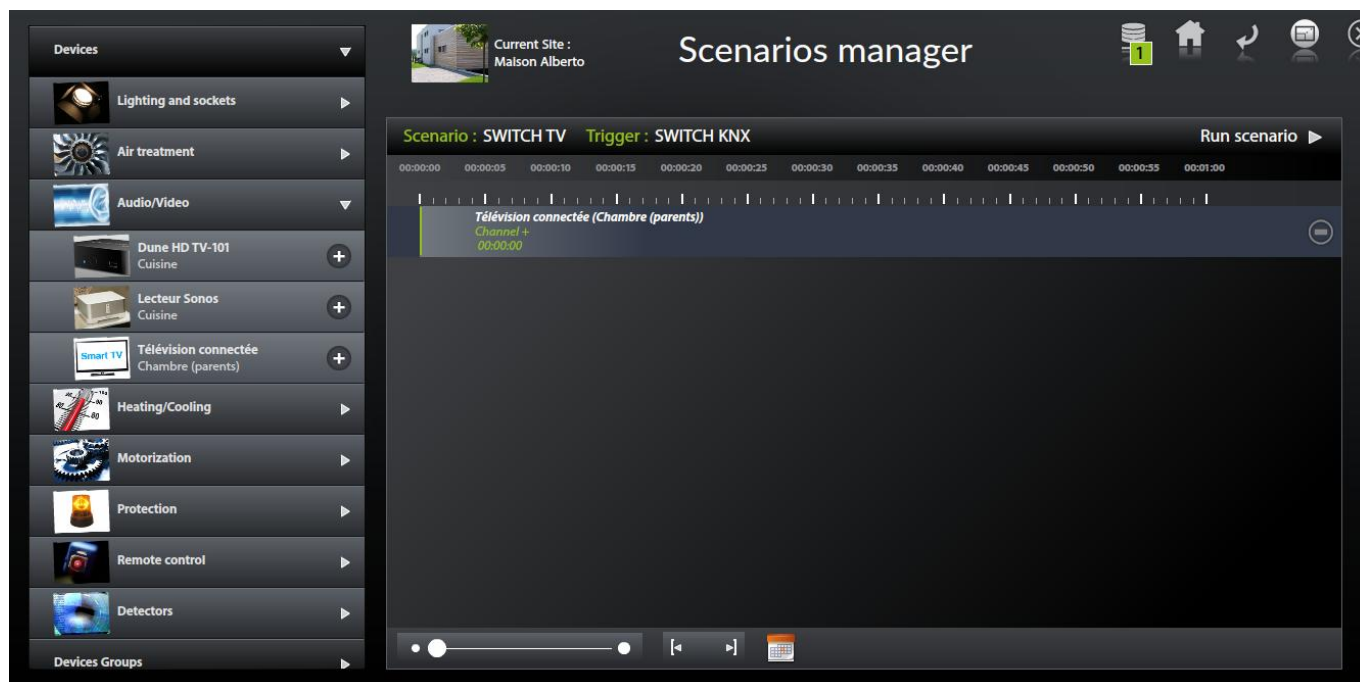 Devices
Lighting and sockets
Air treatment
Audio/Video
Dune HD TV-101
Cuisine
Lecteur Sonos
Cuisine
Smart TV
Télévision connectée
Chambre (parents)
Heating/Cooling
Motorization
Protection
Remote control
Detectors
Devices Groups
Current Site :
Maison Alberto
Scenarios manager
1
Scenario : SWITCH TV Trigger : SWITCH KNX
Run scenario
00:00:00 00:00:05 00:00:10 00:00:15 00:00:20 00:00:25 00:00:30 00:00:35 00:00:40 00:00:45 00:00:50 00:00:55 00:01:00
Télévision connectée (Chambre (parents))
Channel +
00:00:00